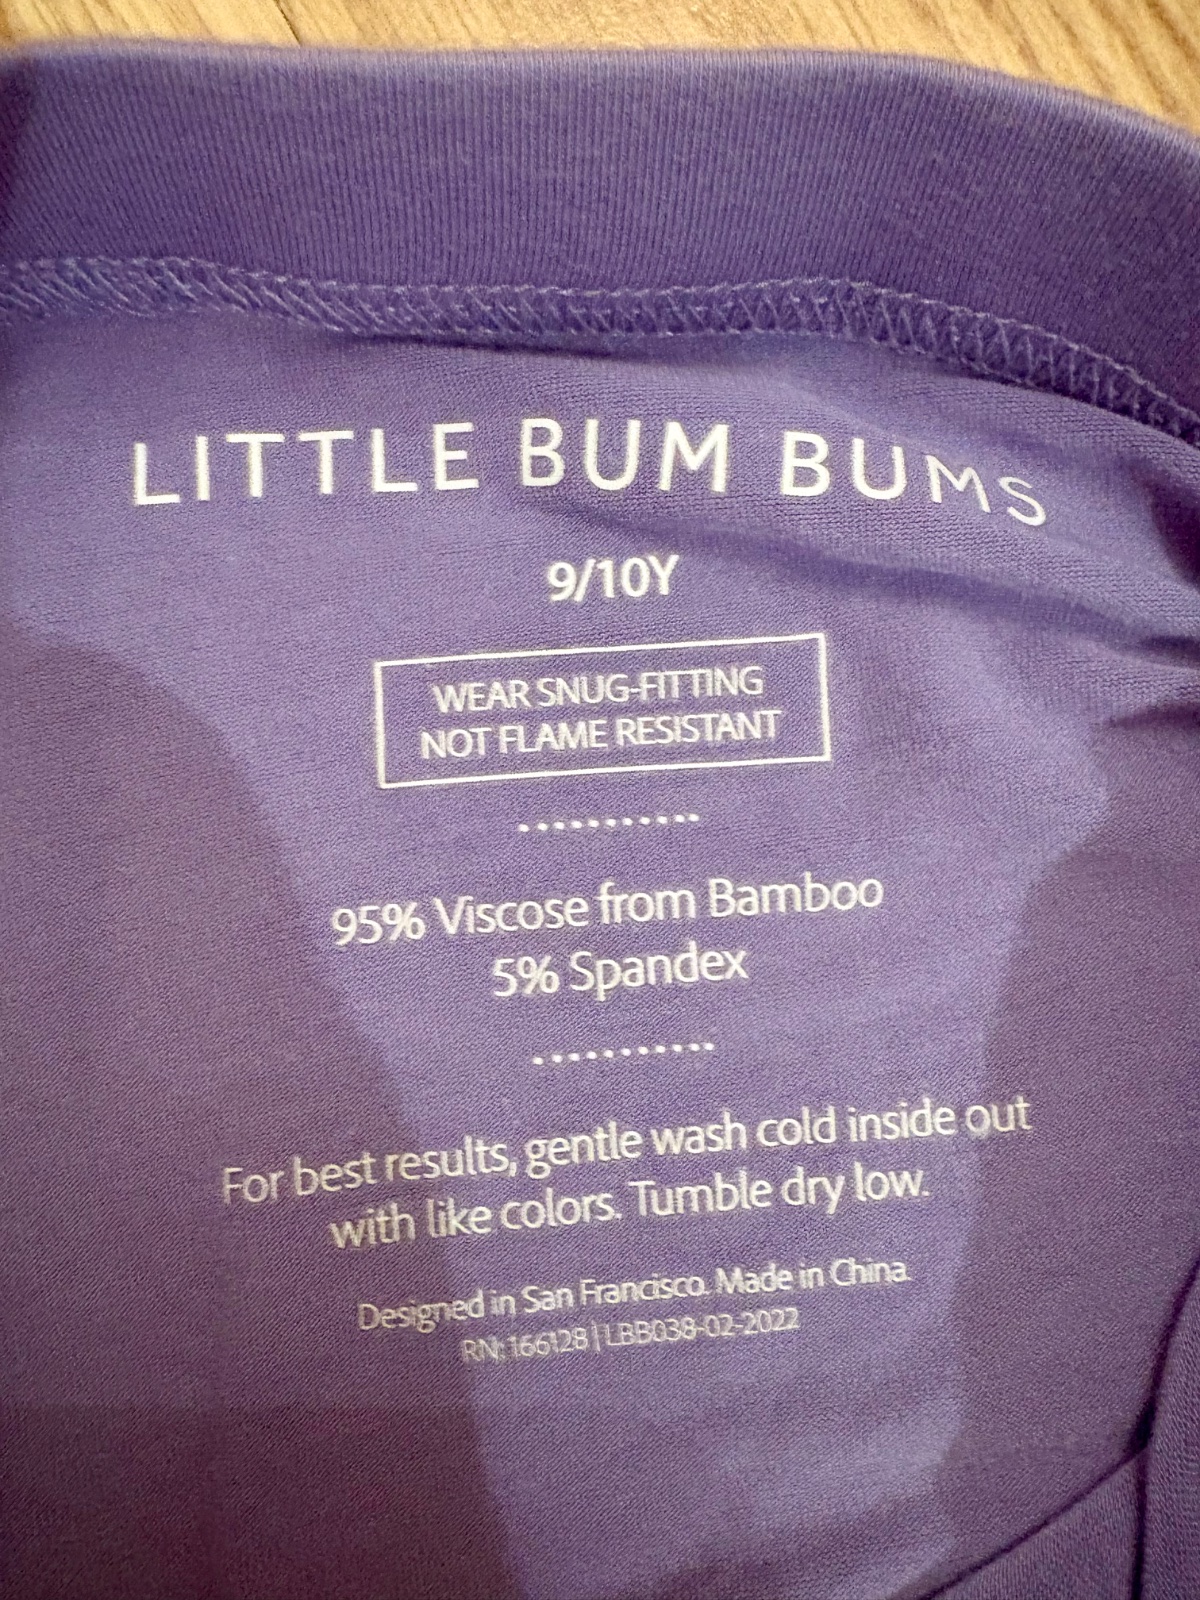 LITTLE BUM BUMS
9/10Y
WEAR SNUG-FITTING
NOT FLAME RESISTANT
95% Viscose from Bamboo
5% Spandex
For best results, gentle wash cold inside out
with like colors. Tumble dry low.
Designed in San Francisco. Made in China.
RN: 166128 | LBB038-02-2022